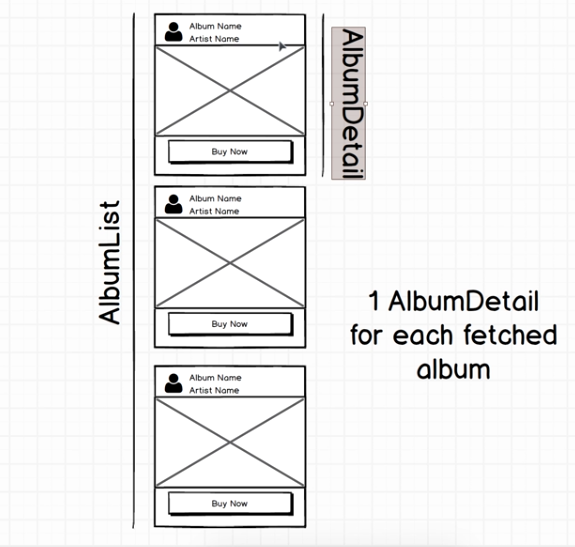 Album Name
Artist Name
Buy Now
AlbumDetail
AlbumList
Album Name
Artist Name
Buy Now
1 AlbumDetail
for each fetched
album
Album Name
Artist Name
Buy Now